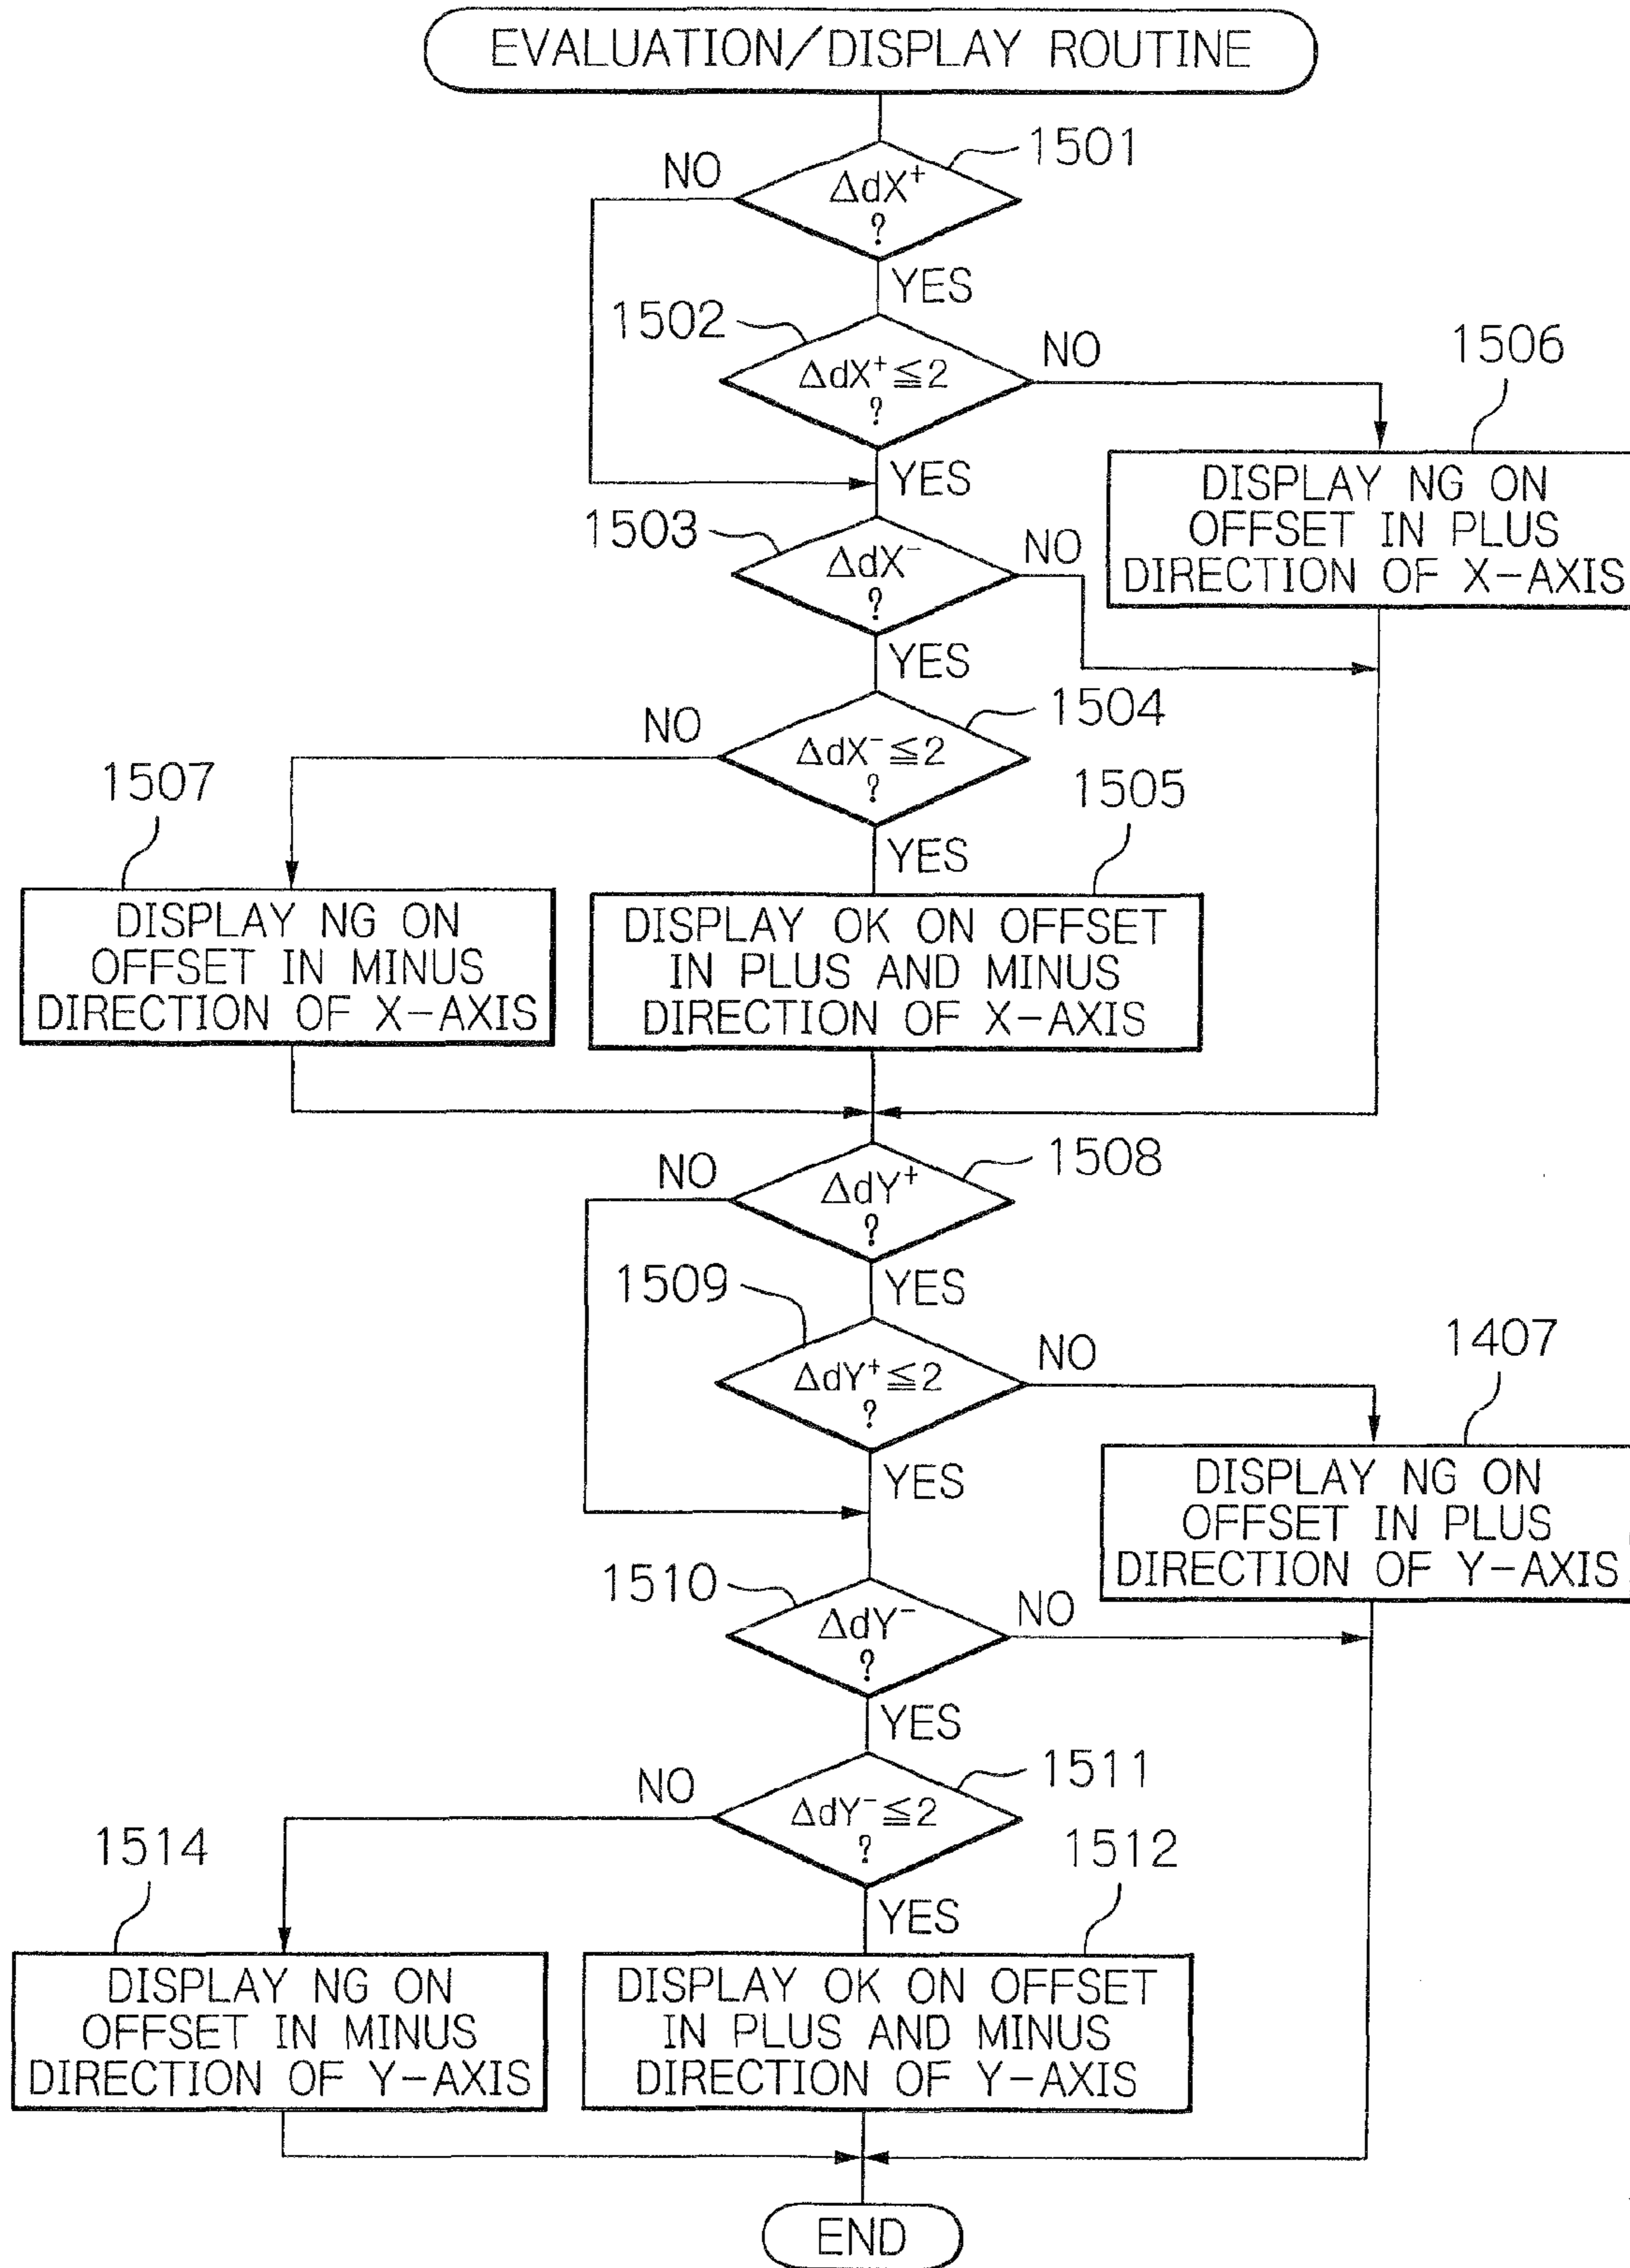 EVALUATION/DISPLAY ROUTINE
1501
NO
ΔdX⁺
?
YES
1502
NO
ΔdX⁺≦2
?
YES
1506
DISPLAY NG ON
OFFSET IN PLUS
DIRECTION OF X-AXIS
1503
NO
ΔdX⁻
?
YES
1504
NO
ΔdX⁻≦2
?
YES
1507
DISPLAY NG ON
OFFSET IN MINUS
DIRECTION OF X-AXIS
1505
DISPLAY OK ON OFFSET
IN PLUS AND MINUS
DIRECTION OF X-AXIS
1508
NO
ΔdY⁺
?
YES
1509
NO
ΔdY⁺≦2
?
YES
1407
DISPLAY NG ON
OFFSET IN PLUS
DIRECTION OF Y-AXIS
1510
NO
ΔdY⁻
?
YES
1511
NO
ΔdY⁻≦2
?
YES
1514
DISPLAY NG ON
OFFSET IN MINUS
DIRECTION OF Y-AXIS
1512
DISPLAY OK ON OFFSET
IN PLUS AND MINUS
DIRECTION OF Y-AXIS
END